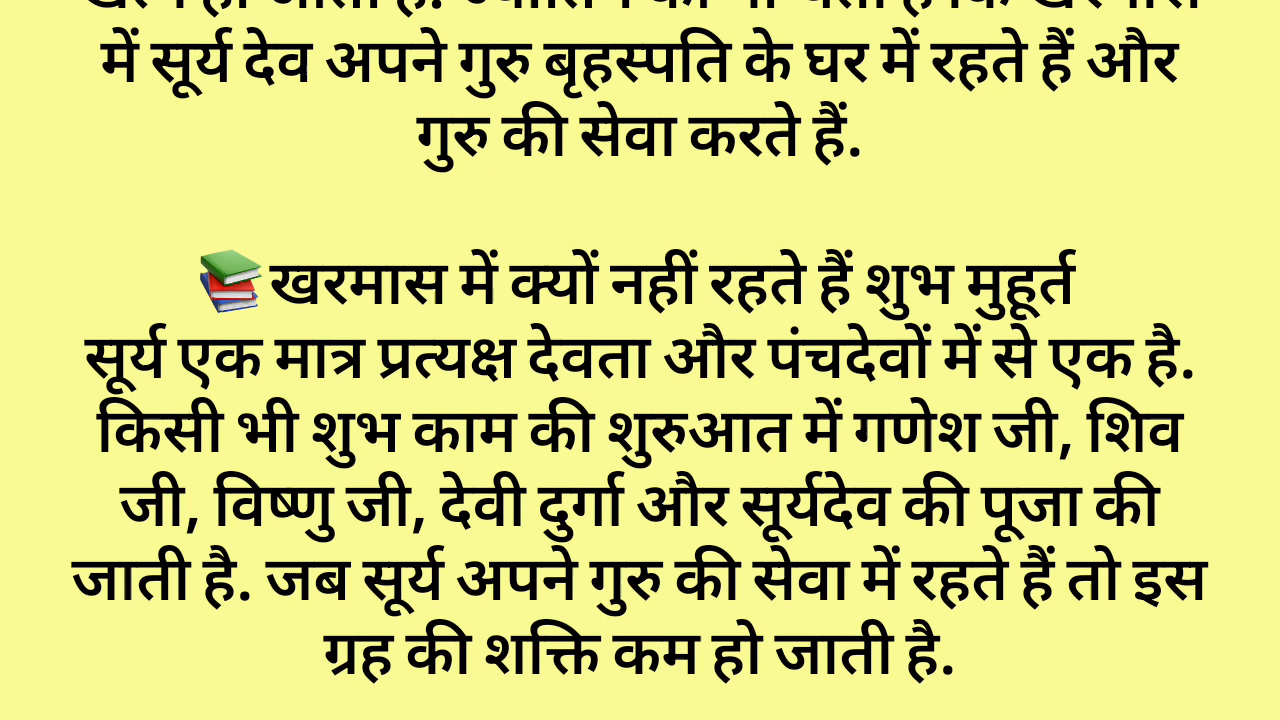 में सूर्य देव अपने गुरु बृहस्पति के घर में रहते हैं और
गुरु की सेवा करते हैं.
📚खरमास में क्यों नहीं रहते हैं शुभ मुहूर्त
सूर्य एक मात्र प्रत्यक्ष देवता और पंचदेवों में से एक है.
किसी भी शुभ काम की शुरुआत में गणेश जी, शिव
जी, विष्णु जी, देवी दुर्गा और सूर्यदेव की पूजा की
जाती है. जब सूर्य अपने गुरु की सेवा में रहते हैं तो इस
ग्रह की शक्ति कम हो जाती है.